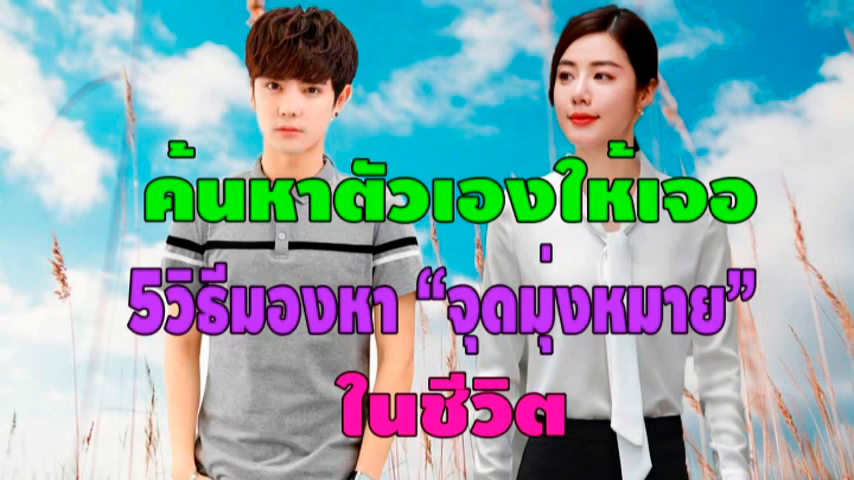 ค้นหาตัวเองให้เจอ
5วิธีมองหา “จุดมุ่งหมาย”
ในชีวิต